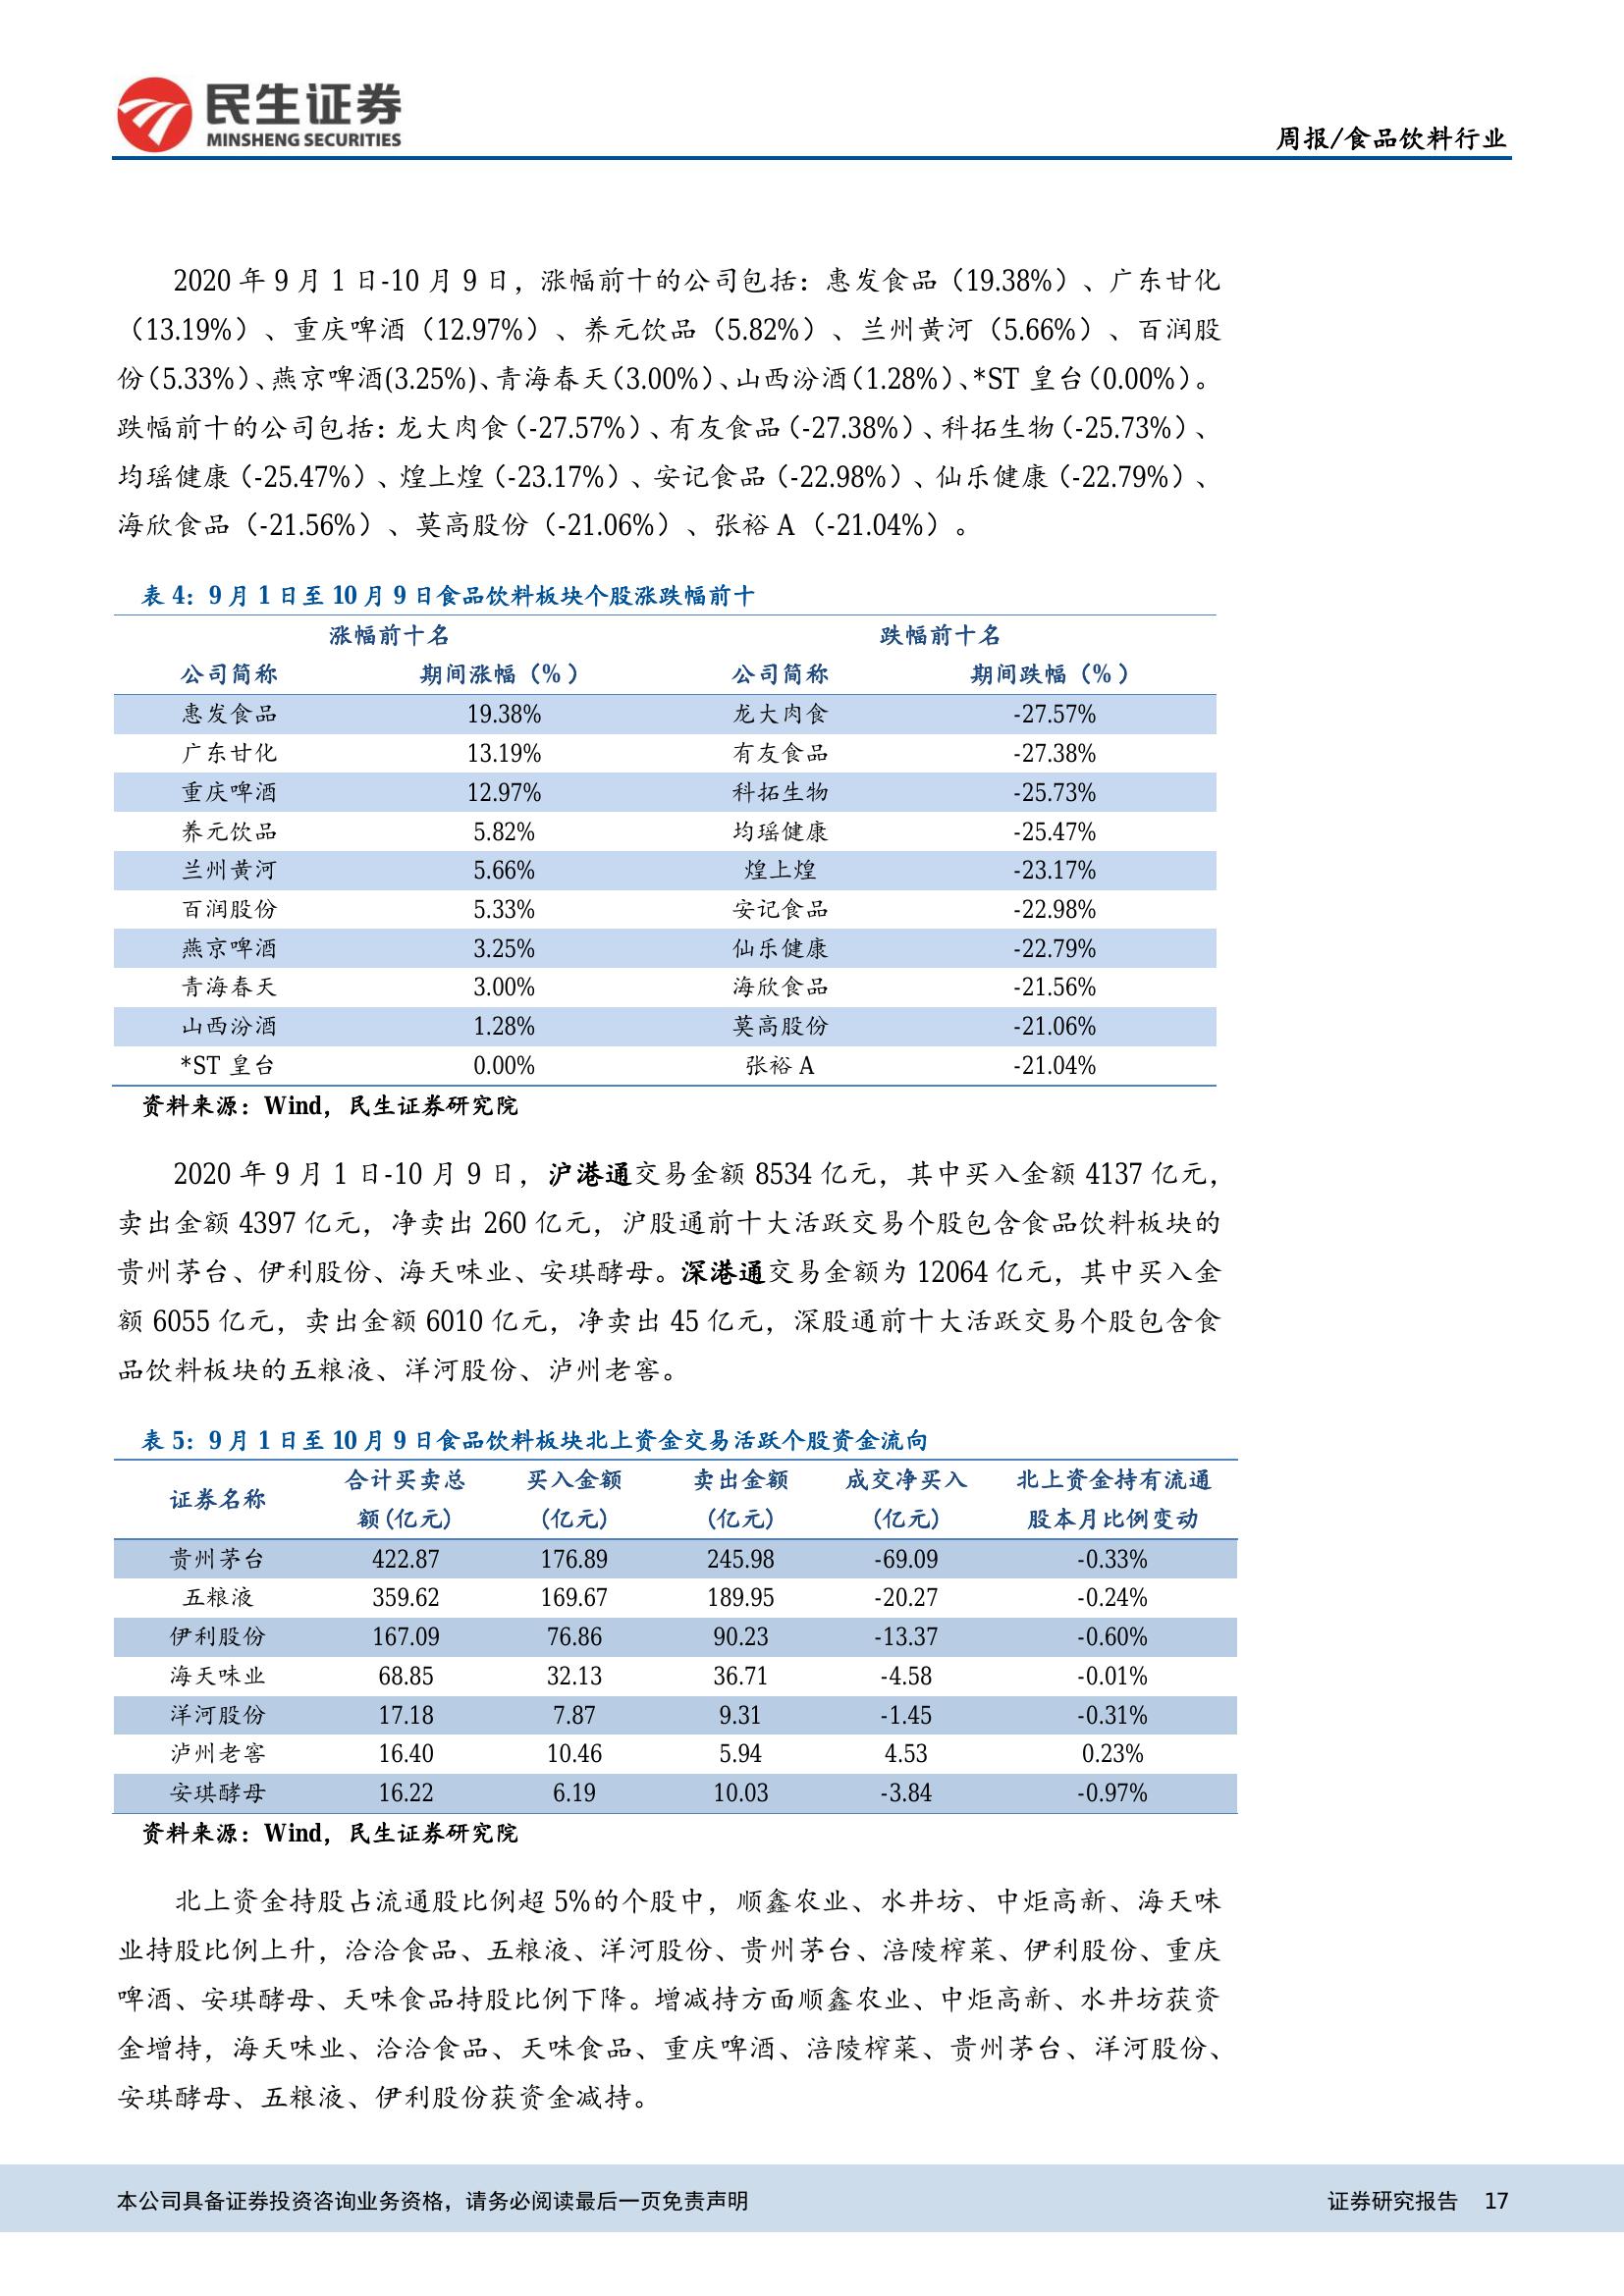 民生证券
MINSHENG SECURITIES
周报/食品饮料行业
2020 年 9 月 1 日-10 月 9 日，涨幅前十的公司包括：惠发食品（19.38%）、广东甘化
（13.19%）、重庆啤酒（12.97%）、养元饮品（5.82%）、兰州黄河（5.66%）、百润股
份（5.33%）、燕京啤酒(3.25%)、青海春天（3.00%）、山西汾酒（1.28%）、*ST 皇台（0.00%）。
跌幅前十的公司包括：龙大肉食（-27.57%）、有友食品（-27.38%）、科拓生物（-25.73%）、
均瑶健康（-25.47%）、煌上煌（-23.17%）、安记食品（-22.98%）、仙乐健康（-22.79%）、
海欣食品（-21.56%）、莫高股份（-21.06%）、张裕 A（-21.04%）。
表 4：9 月 1 日至 10 月 9 日食品饮料板块个股涨跌幅前十
涨幅前十名 跌幅前十名
公司简称 期间涨幅（%） 公司简称 期间跌幅（%）
惠发食品 19.38% 龙大肉食 -27.57%
广东甘化 13.19% 有友食品 -27.38%
重庆啤酒 12.97% 科拓生物 -25.73%
养元饮品 5.82% 均瑶健康 -25.47%
兰州黄河 5.66% 煌上煌 -23.17%
百润股份 5.33% 安记食品 -22.98%
燕京啤酒 3.25% 仙乐健康 -22.79%
青海春天 3.00% 海欣食品 -21.56%
山西汾酒 1.28% 莫高股份 -21.06%
*ST 皇台 0.00% 张裕 A -21.04%
资料来源：Wind，民生证券研究院
2020 年 9 月 1 日-10 月 9 日，沪港通交易金额 8534 亿元，其中买入金额 4137 亿元，
卖出金额 4397 亿元，净卖出 260 亿元，沪股通前十大活跃交易个股包含食品饮料板块的
贵州茅台、伊利股份、海天味业、安琪酵母。深港通交易金额为 12064 亿元，其中买入金
额 6055 亿元，卖出金额 6010 亿元，净卖出 45 亿元，深股通前十大活跃交易个股包含食
品饮料板块的五粮液、洋河股份、泸州老窖。
表 5：9 月 1 日至 10 月 9 日食品饮料板块北上资金交易活跃个股资金流向
证券名称 合计买卖总 买入金额 卖出金额 成交净买入 北上资金持有流通
额(亿元) (亿元) (亿元) (亿元) 股本月比例变动
贵州茅台 422.87 176.89 245.98 -69.09 -0.33%
五粮液 359.62 169.67 189.95 -20.27 -0.24%
伊利股份 167.09 76.86 90.23 -13.37 -0.60%
海天味业 68.85 32.13 36.71 -4.58 -0.01%
洋河股份 17.18 7.87 9.31 -1.45 -0.31%
泸州老窖 16.40 10.46 5.94 4.53 0.23%
安琪酵母 16.22 6.19 10.03 -3.84 -0.97%
资料来源：Wind，民生证券研究院
北上资金持股占流通股比例超 5%的个股中，顺鑫农业、水井坊、中炬高新、海天味
业持股比例上升，洽洽食品、五粮液、洋河股份、贵州茅台、涪陵榨菜、伊利股份、重庆
啤酒、安琪酵母、天味食品持股比例下降。增减持方面顺鑫农业、中炬高新、水井坊获资
金增持，海天味业、洽洽食品、天味食品、重庆啤酒、涪陵榨菜、贵州茅台、洋河股份、
安琪酵母、五粮液、伊利股份获资金减持。
本公司具备证券投资咨询业务资格，请务必阅读最后一页免责声明 证券研究报告 17